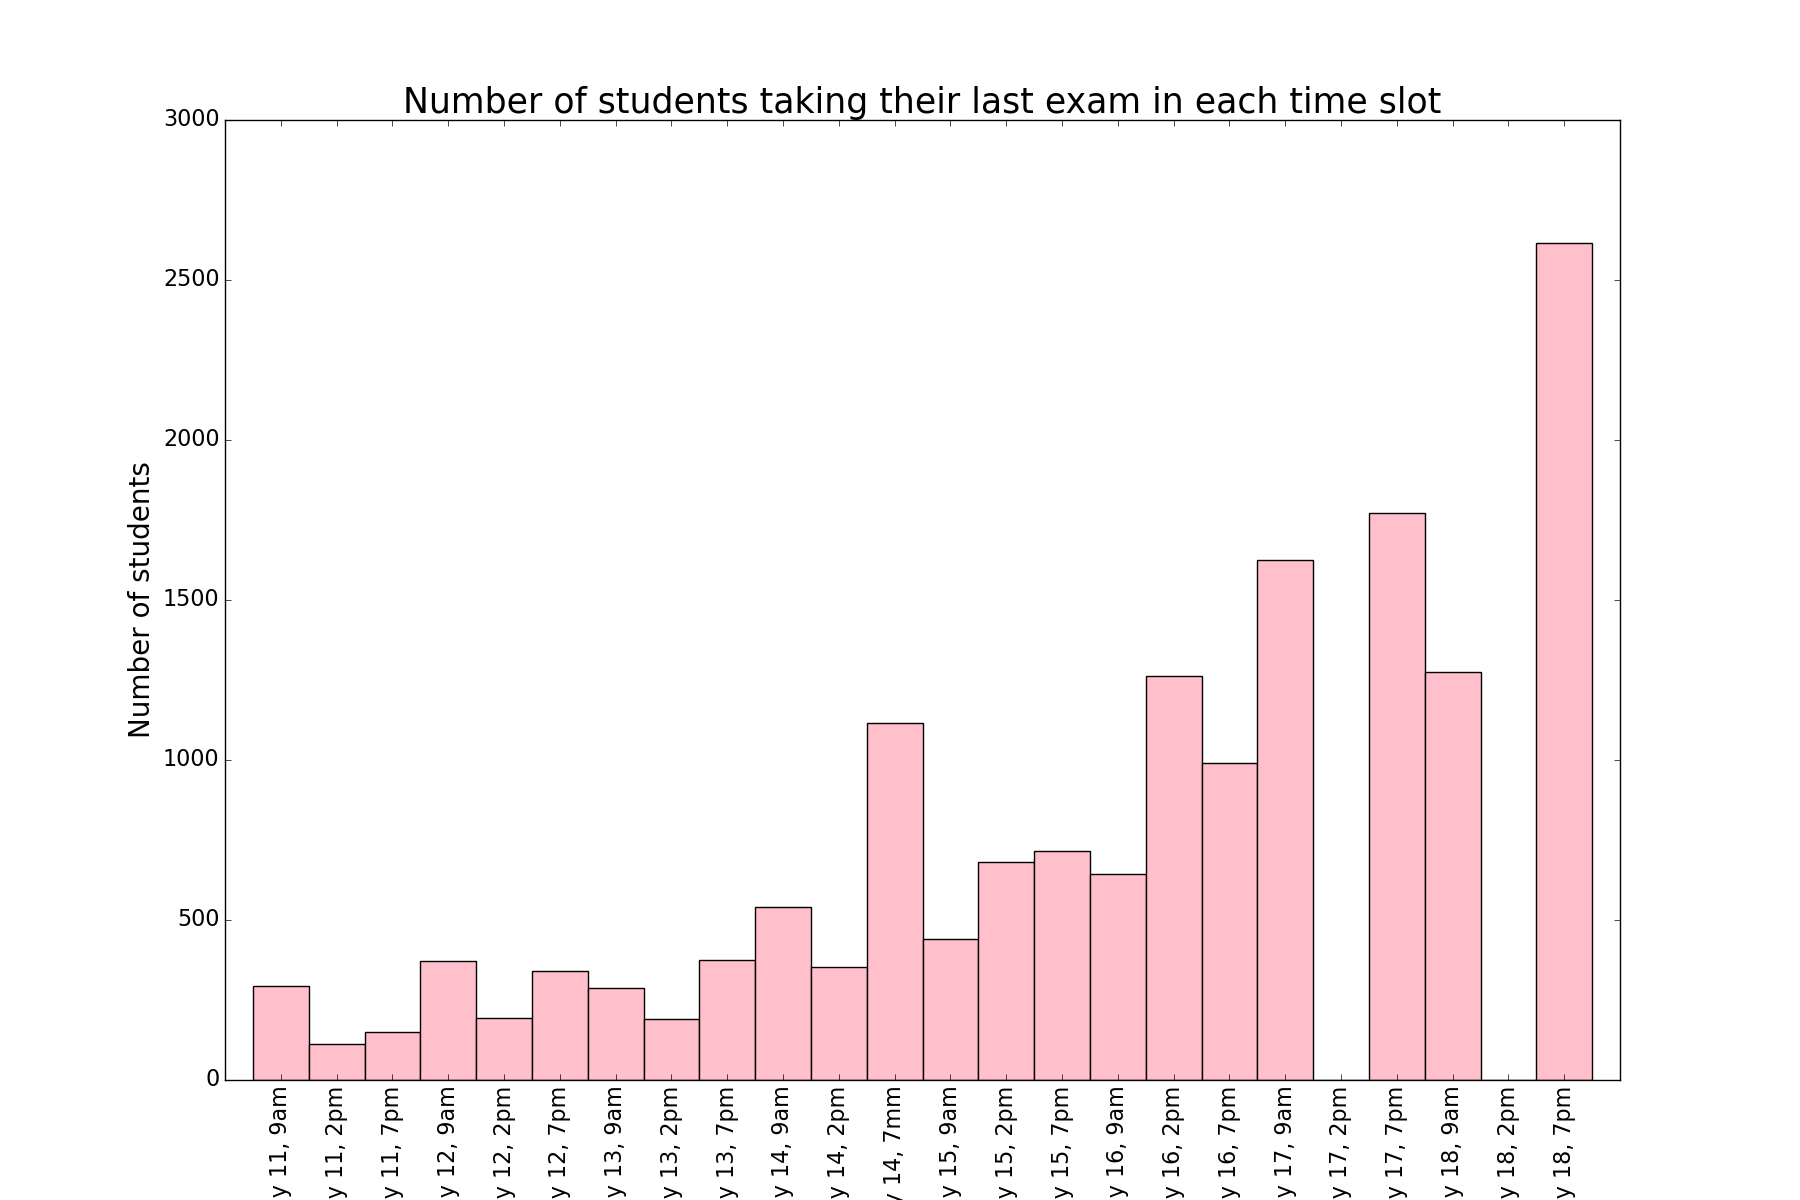 Number of students taking their last exam in each time slot
Number of students
3000
2500
2000
1500
1000
500
0
y 11, 9am
y 11, 2pm
y 11, 7pm
y 12, 9am
y 12, 2pm
y 12, 7pm
y 13, 9am
y 13, 2pm
y 13, 7pm
y 14, 9am
y 14, 2pm
y 14, 7mm
y 15, 9am
y 15, 2pm
y 15, 7pm
y 16, 9am
y 16, 2pm
y 16, 7pm
y 17, 9am
y 17, 2pm
y 17, 7pm
y 18, 9am
y 18, 2pm
y 18, 7pm